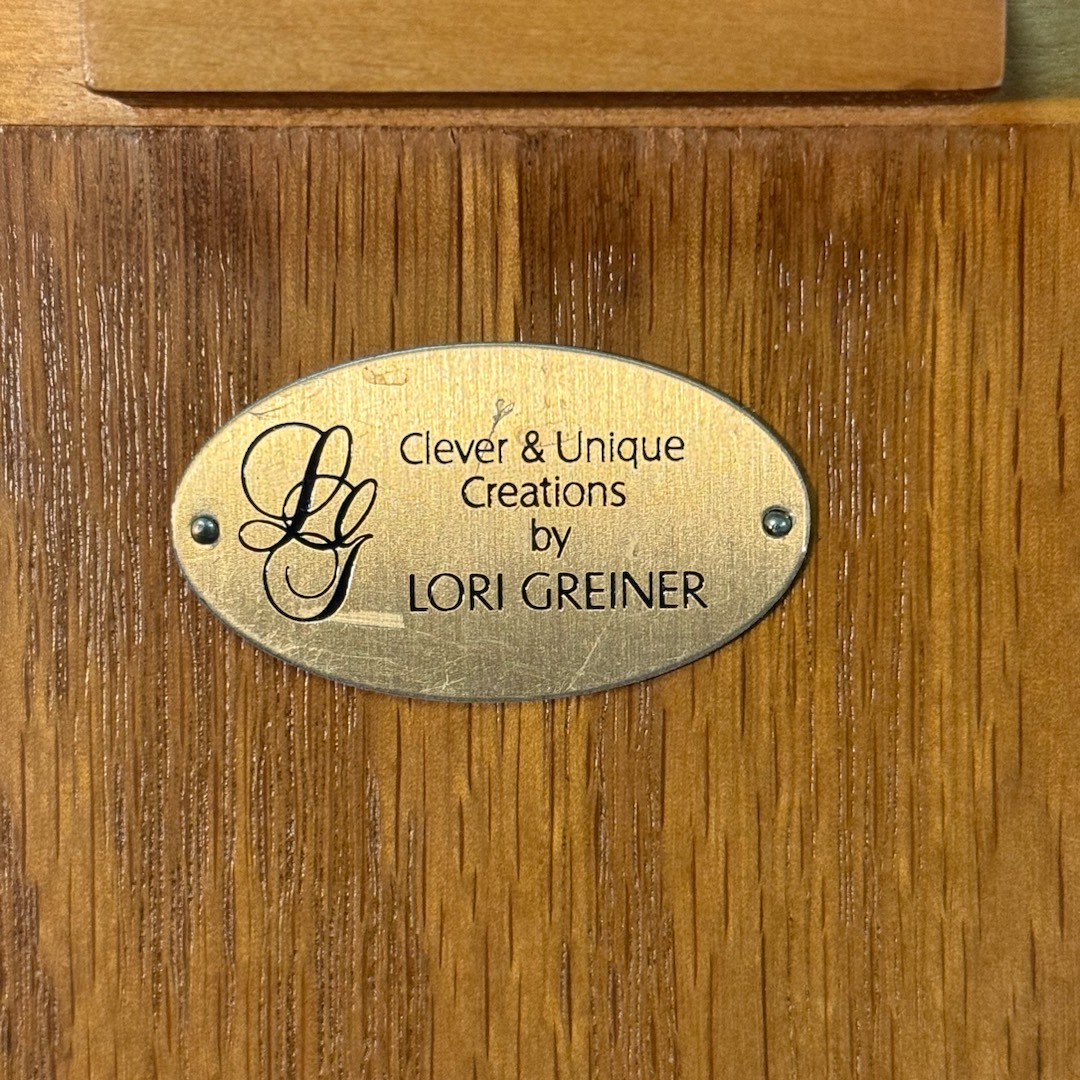 LG
Clever & Unique
Creations
by
LORI GREINER